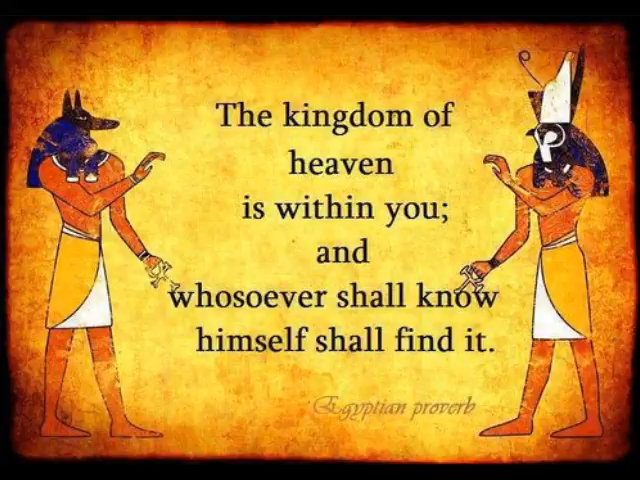 The kingdom of
heaven
is within you;
and
whosoever shall know
himself shall find it.
Egyptian proverb